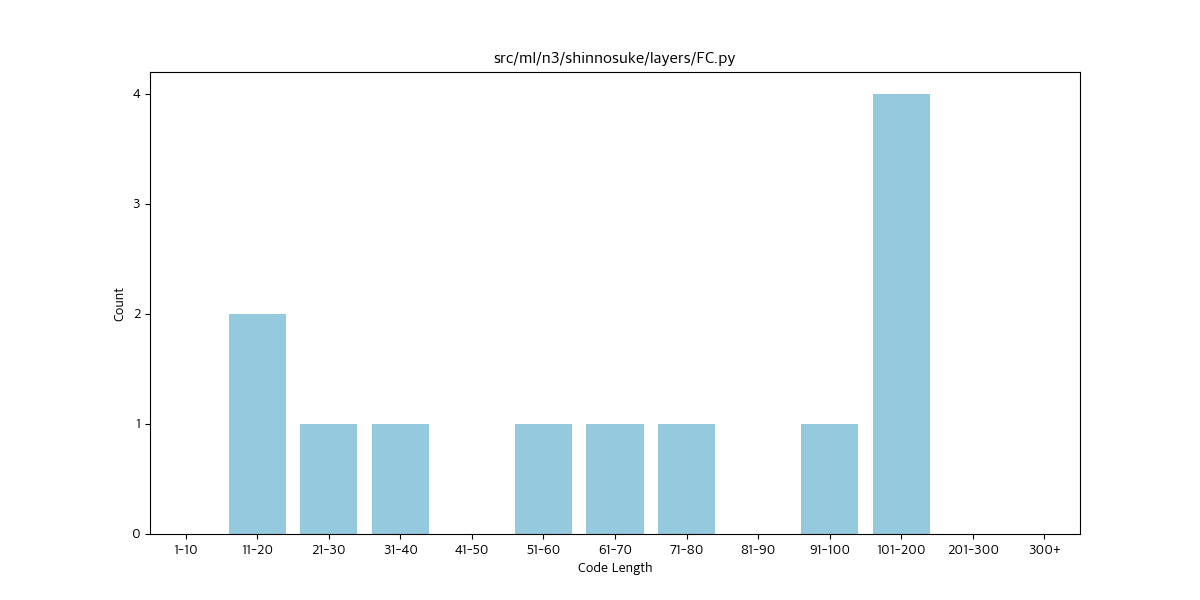 src/ml/n3/shinnosuke/layers/FC.py
4
3
2
1
0
Count
1-10 11-20 21-30 31-40 41-50 51-60 61-70 71-80 81-90 91-100 101-200 201-300 300+
Code Length